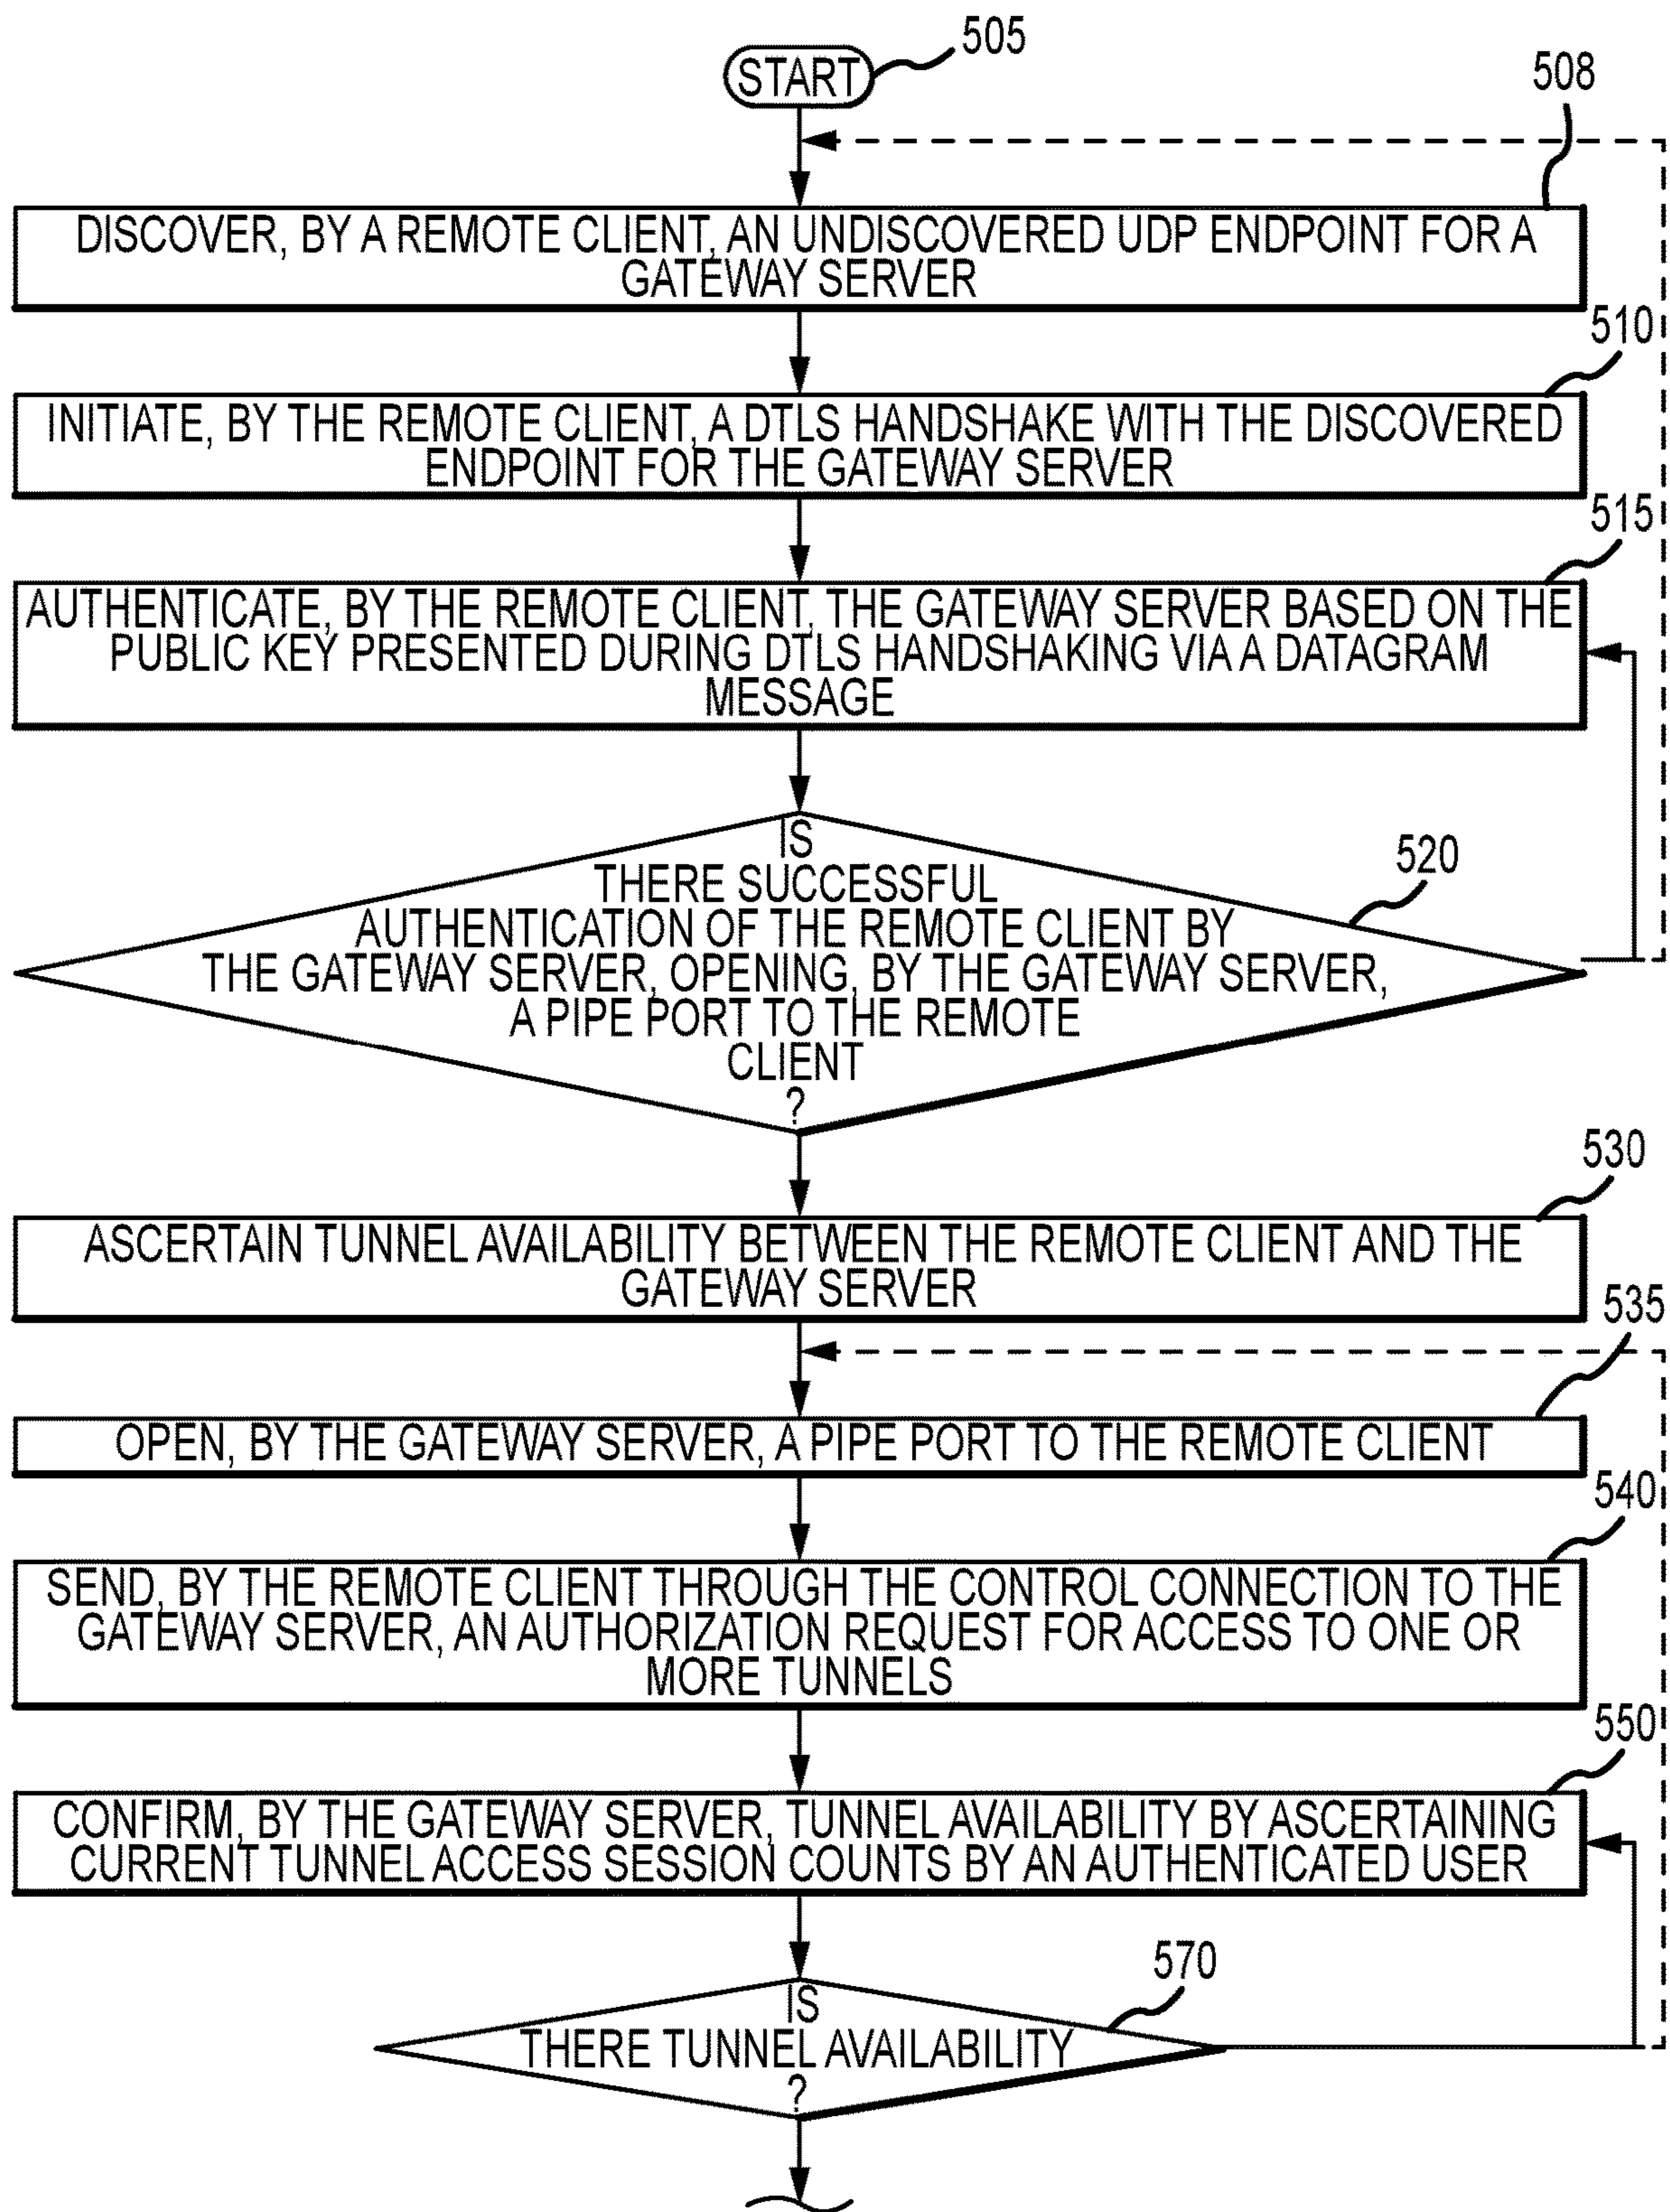 505
START
508
DISCOVER, BY A REMOTE CLIENT, AN UNDISCOVERED UDP ENDPOINT FOR A
GATEWAY SERVER
510
INITIATE, BY THE REMOTE CLIENT, A DTLS HANDSHAKE WITH THE DISCOVERED
ENDPOINT FOR THE GATEWAY SERVER
515
AUTHENTICATE, BY THE REMOTE CLIENT, THE GATEWAY SERVER BASED ON THE
PUBLIC KEY PRESENTED DURING DTLS HANDSHAKING VIA A DATAGRAM
MESSAGE
520
IS
THERE SUCCESSFUL
AUTHENTICATION OF THE REMOTE CLIENT BY
THE GATEWAY SERVER, OPENING, BY THE GATEWAY SERVER,
A PIPE PORT TO THE REMOTE
CLIENT
?
530
ASCERTAIN TUNNEL AVAILABILITY BETWEEN THE REMOTE CLIENT AND THE
GATEWAY SERVER
535
OPEN, BY THE GATEWAY SERVER, A PIPE PORT TO THE REMOTE CLIENT
540
SEND, BY THE REMOTE CLIENT THROUGH THE CONTROL CONNECTION TO THE
GATEWAY SERVER, AN AUTHORIZATION REQUEST FOR ACCESS TO ONE OR
MORE TUNNELS
550
CONFIRM, BY THE GATEWAY SERVER, TUNNEL AVAILABILITY BY ASCERTAINING
CURRENT TUNNEL ACCESS SESSION COUNTS BY AN AUTHENTICATED USER
570
IS
THERE TUNNEL AVAILABILITY
?